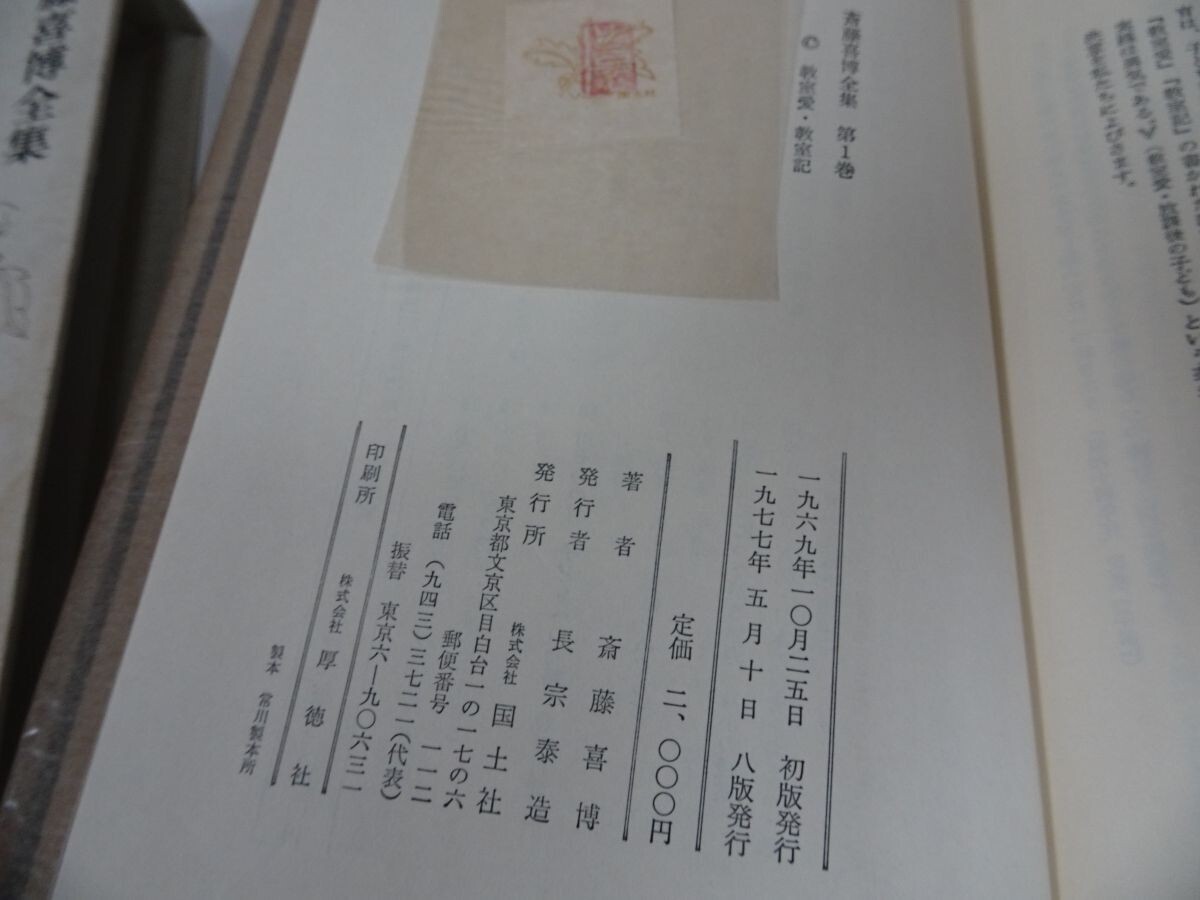 斎藤喜博全集 第1巻
© 教室愛・教室記
一九六九年一〇月二五日 初版発行
一九七七年 五月十日 八版発行
定価 二、〇〇〇円
著者 斎藤喜博
発行者 長宗泰造
発行所 株式会社 国土社
東京都文京区目白台一の一七の六
郵便番号 一一二
電話 (九四三)三七二一(代表)
振替 東京六―九〇六三一
印刷所 株式会社 厚徳社
製本 常川製本所
喜博全集